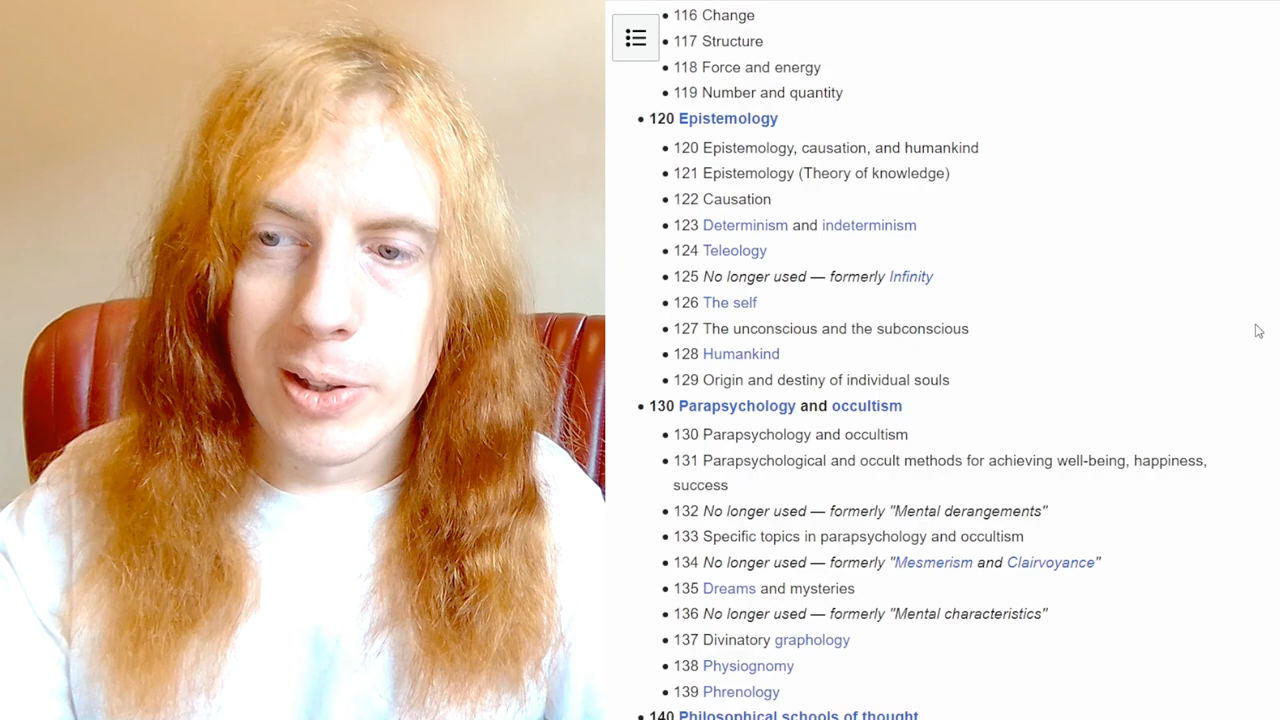 116 Change
117 Structure
118 Force and energy
119 Number and quantity
120 Epistemology
120 Epistemology, causation, and humankind
121 Epistemology (Theory of knowledge)
122 Causation
123 Determinism and indeterminism
124 Teleology
125 No longer used — formerly Infinity
126 The self
127 The unconscious and the subconscious
128 Humankind
129 Origin and destiny of individual souls
130 Parapsychology and occultism
130 Parapsychology and occultism
131 Parapsychological and occult methods for achieving well-being, happiness,
success
132 No longer used — formerly "Mental derangements"
133 Specific topics in parapsychology and occultism
134 No longer used — formerly "Mesmerism and Clairvoyance"
135 Dreams and mysteries
136 No longer used — formerly "Mental characteristics"
137 Divinatory graphology
138 Physiognomy
139 Phrenology
140 Philosophical schools of thought